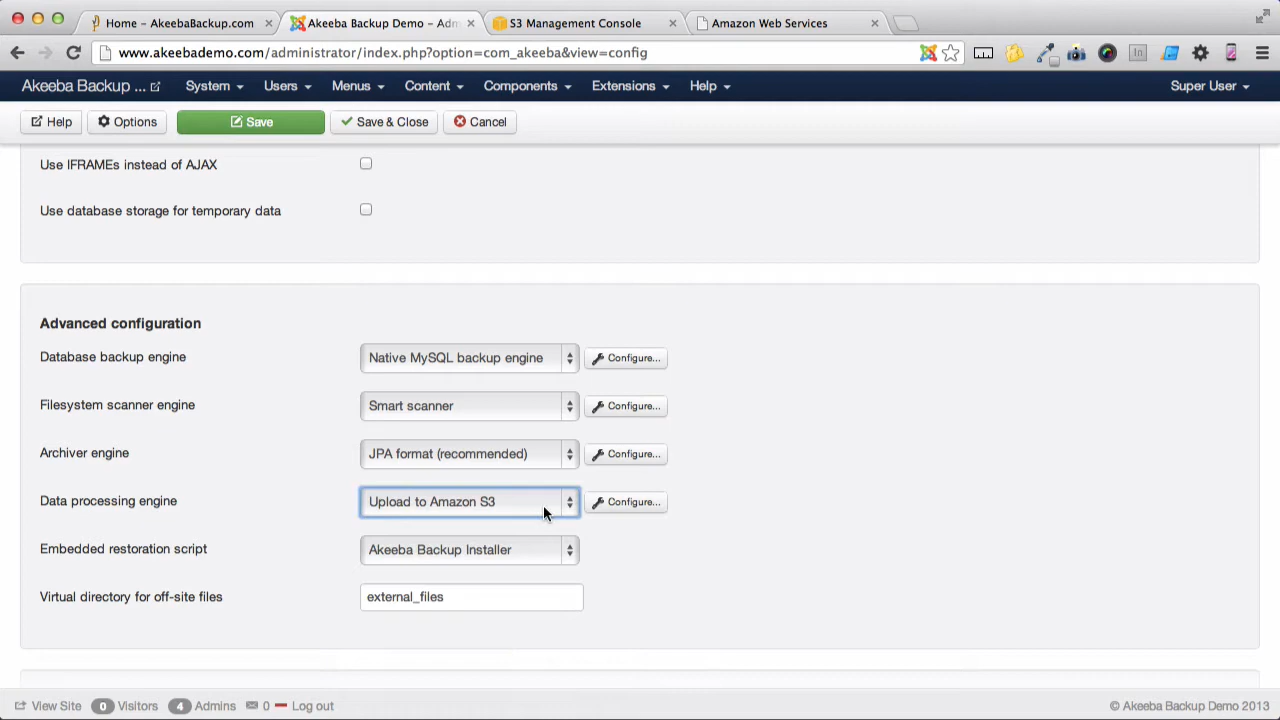 Home – AkeebaBackup.com
Akeeba Backup Demo – Adm
S3 Management Console
Amazon Web Services
www.akeebademo.com/administrator/index.php?option=com_akeeba&view=config
Akeeba Backup ... System Users Menus Content Components Extensions Help Super User
Help Options Save Save & Close Cancel
Use IFRAMEs instead of AJAX
Use database storage for temporary data
Advanced configuration
Database backup engine Native MySQL backup engine Configure...
Filesystem scanner engine Smart scanner Configure...
Archiver engine JPA format (recommended) Configure...
Data processing engine Upload to Amazon S3 Configure...
Embedded restoration script Akeeba Backup Installer
Virtual directory for off-site files external_files
View Site 0 Visitors 4 Admins 0 Log out © Akeeba Backup Demo 2013